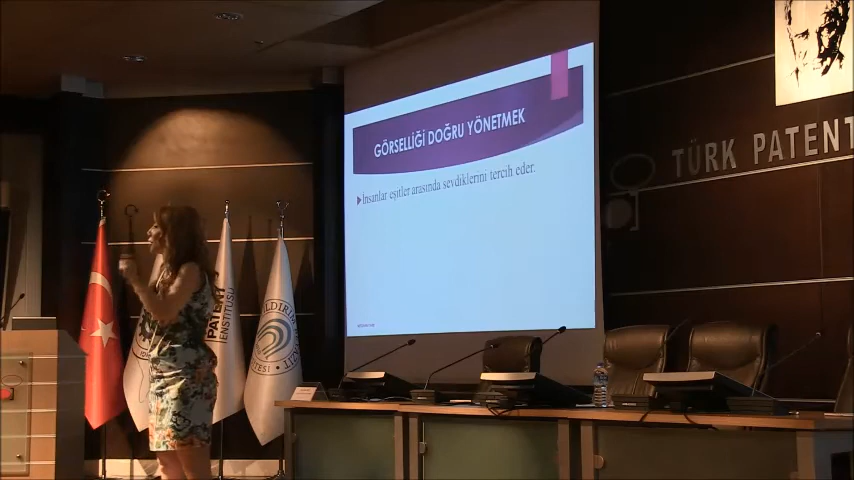 GÖRSELLİĞİ DOĞRU YÖNETMEK
İnsanlar eşitler arasında sevdiklerini tercih eder.
TÜRK PATENT
PATENT
ENSTİTÜSÜ